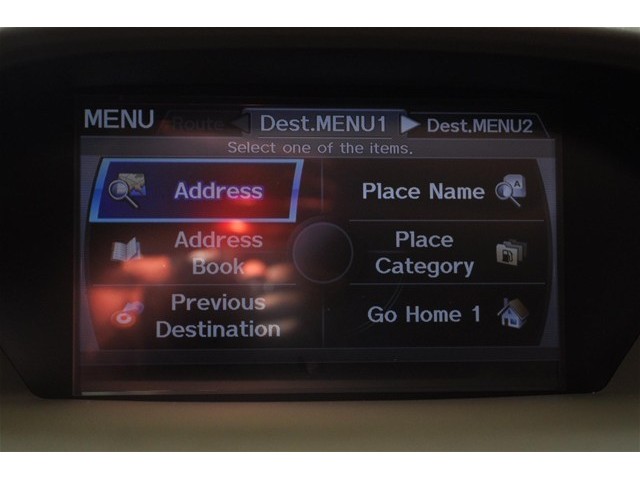 MENU Route Dest.MENU1 Dest.MENU2
Select one of the items.
Address
Place Name
Address
Book
Place
Category
Previous
Destination
Go Home 1